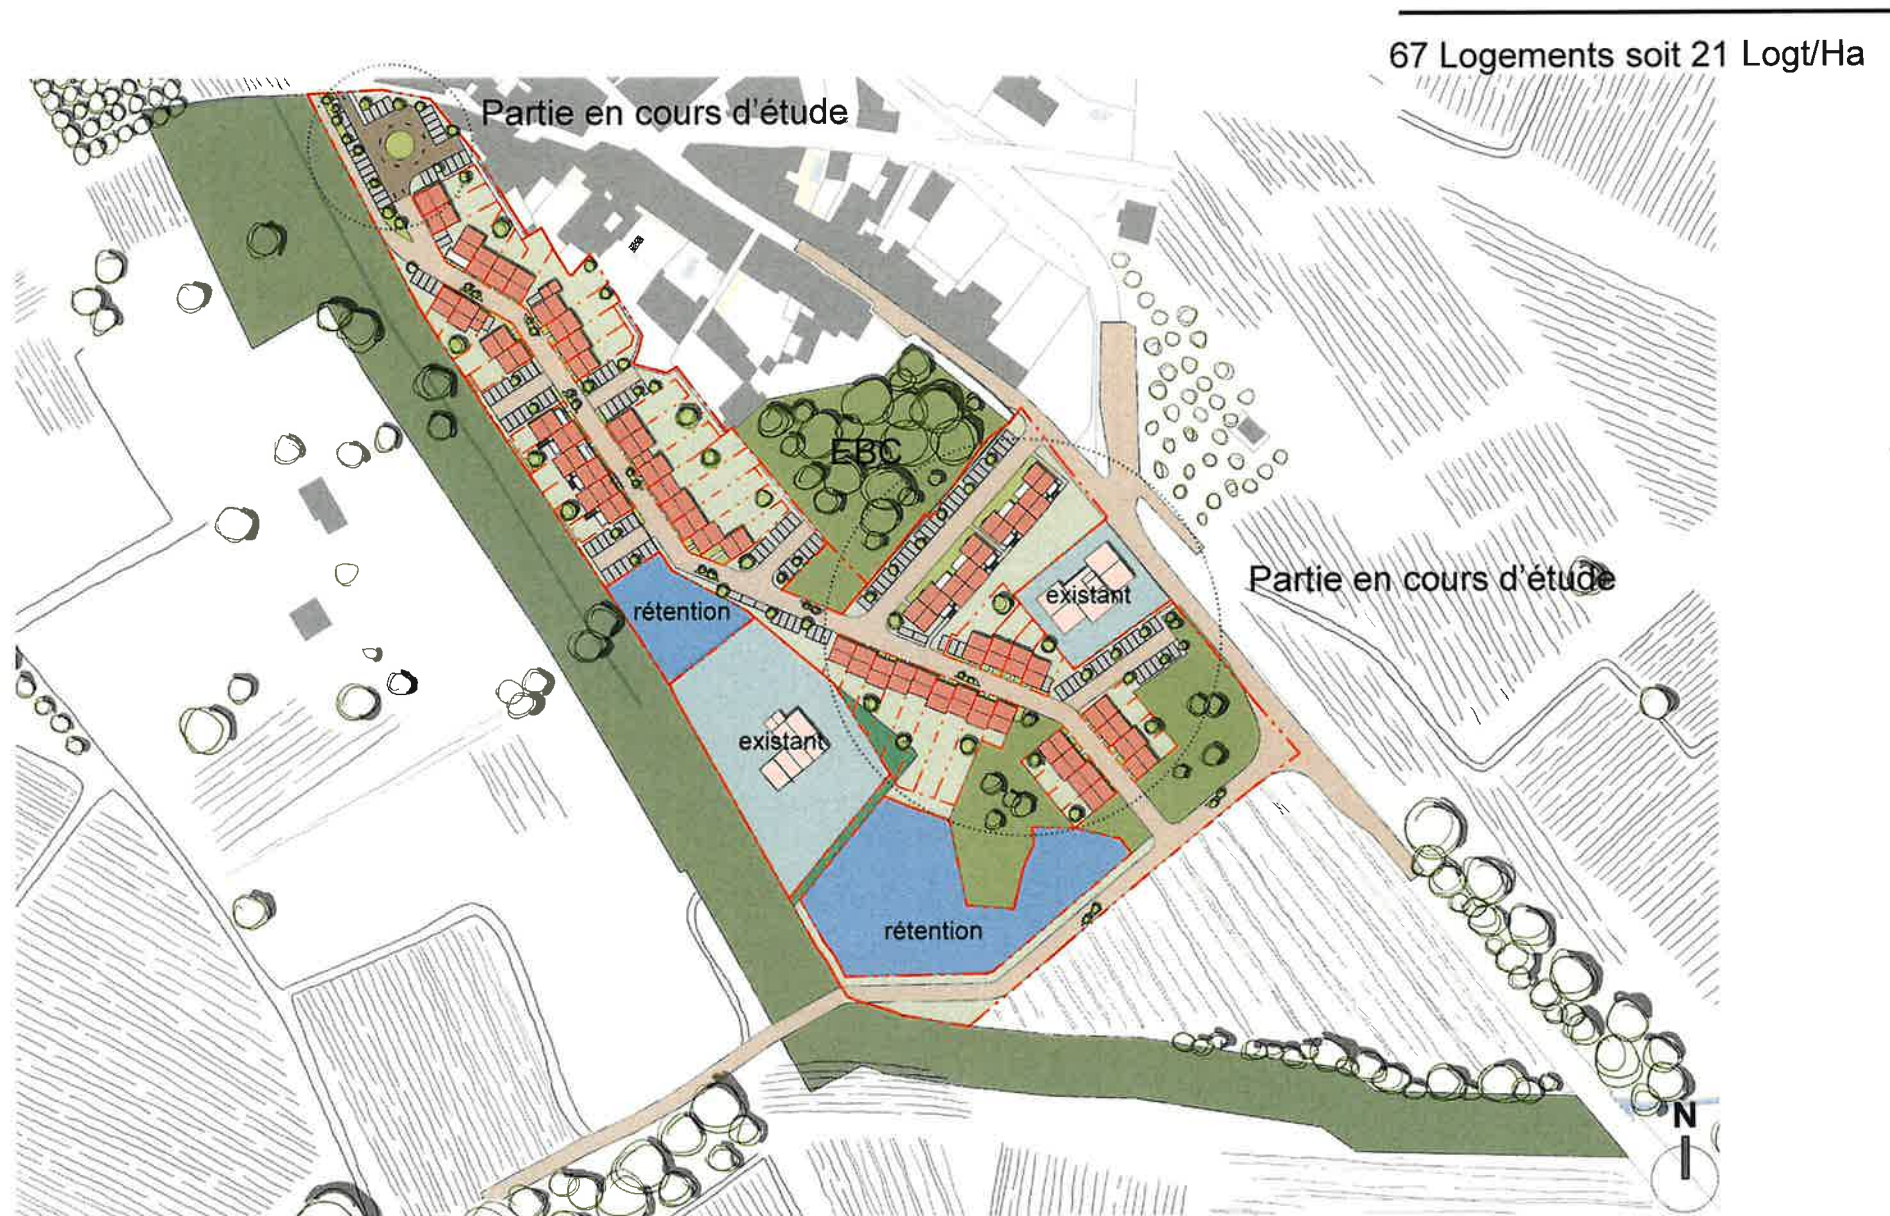 67 Logements soit 21 Logt/Ha
Partie en cours d'étude
EBC
Partie en cours d'étude
existant
rétention
existant
rétention
N